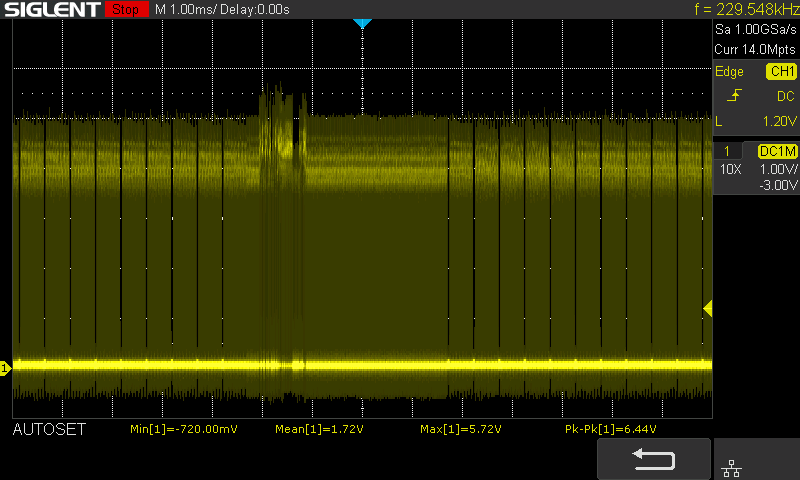 SIGLENT Stop M 1.00ms/ Delay:0.00s f = 229.548kHz
Sa 1.00GSa/s
Curr 14.0Mpts
Edge CH1
DC
L 1.20V
1 DC1M
10X 1.00V/
-3.00V
1
AUTOSET Min[1]=-720.00mV Mean[1]=1.72V Max[1]=5.72V Pk-Pk[1]=6.44V